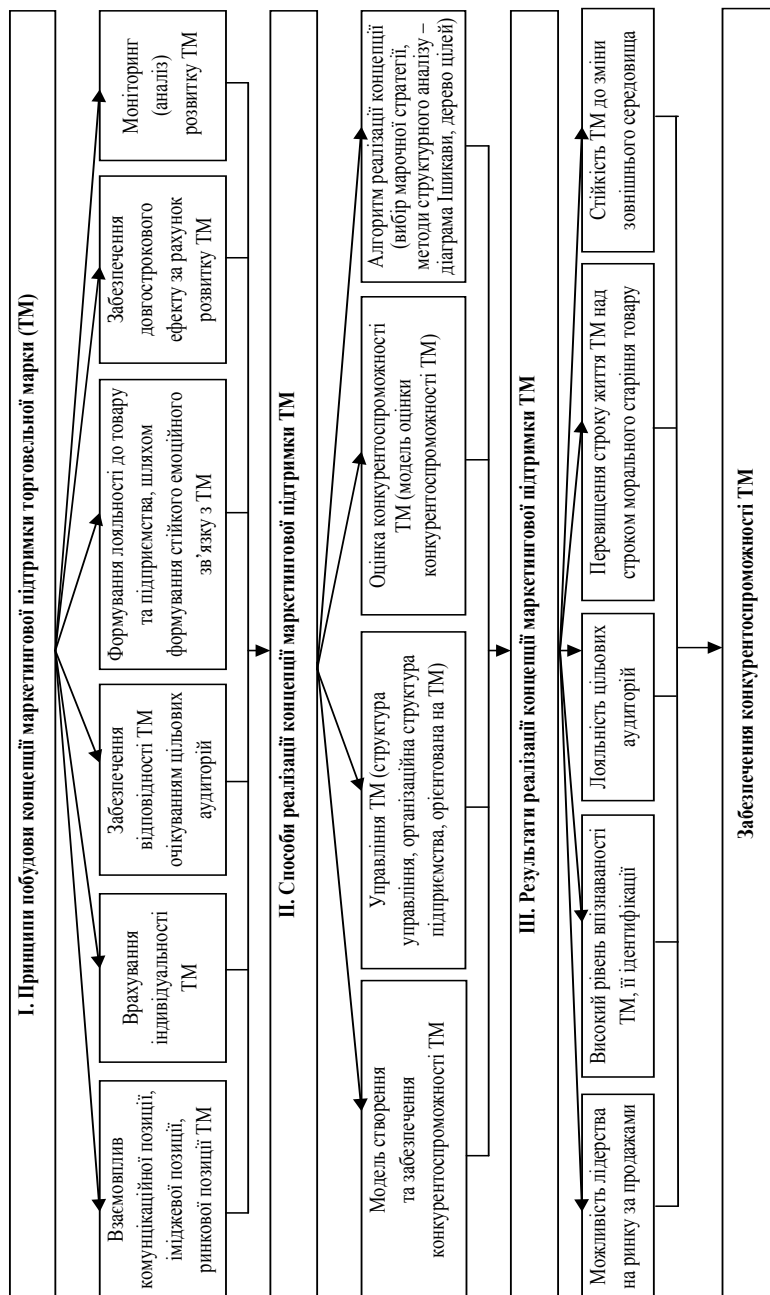 І. Принципи побудови концепції маркетингової підтримки торговельної марки (ТМ)
Взаємовплив
комунікаційної позиції,
іміджевої позиції,
ринкової позиції ТМ
Врахування
індивідуальності
ТМ
Забезпечення
відповідності ТМ
очікуванням цільових
аудиторій
Формування лояльності до товару
та підприємства, шляхом
формування стійкого емоційного
зв’язку з ТМ
Забезпечення
довгострокового
ефекту за рахунок
розвитку ТМ
Моніторинг
(аналіз)
розвитку ТМ
ІІ. Способи реалізації концепції маркетингової підтримки ТМ
Модель створення
та забезпечення
конкурентоспроможності ТМ
Управління ТМ (структура
управління, організаційна структура
підприємства, орієнтована на ТМ)
Оцінка конкурентоспроможності
ТМ (модель оцінки
конкурентоспроможності ТМ)
Алгоритм реалізації концепції
(вибір марочної стратегії,
методи структурного аналізу –
діаграма Ішикави, дерево цілей)
ІІІ. Результати реалізації концепції маркетингової підтримки ТМ
Можливість лідерства
на ринку за продажами
Високий рівень впізнаваності
ТМ, її ідентифікації
Лояльність цільових
аудиторій
Перевищення строку життя ТМ над
строком морального старіння товару
Стійкість ТМ до зміни
зовнішнього середовища
Забезпечення конкурентоспроможності ТМ